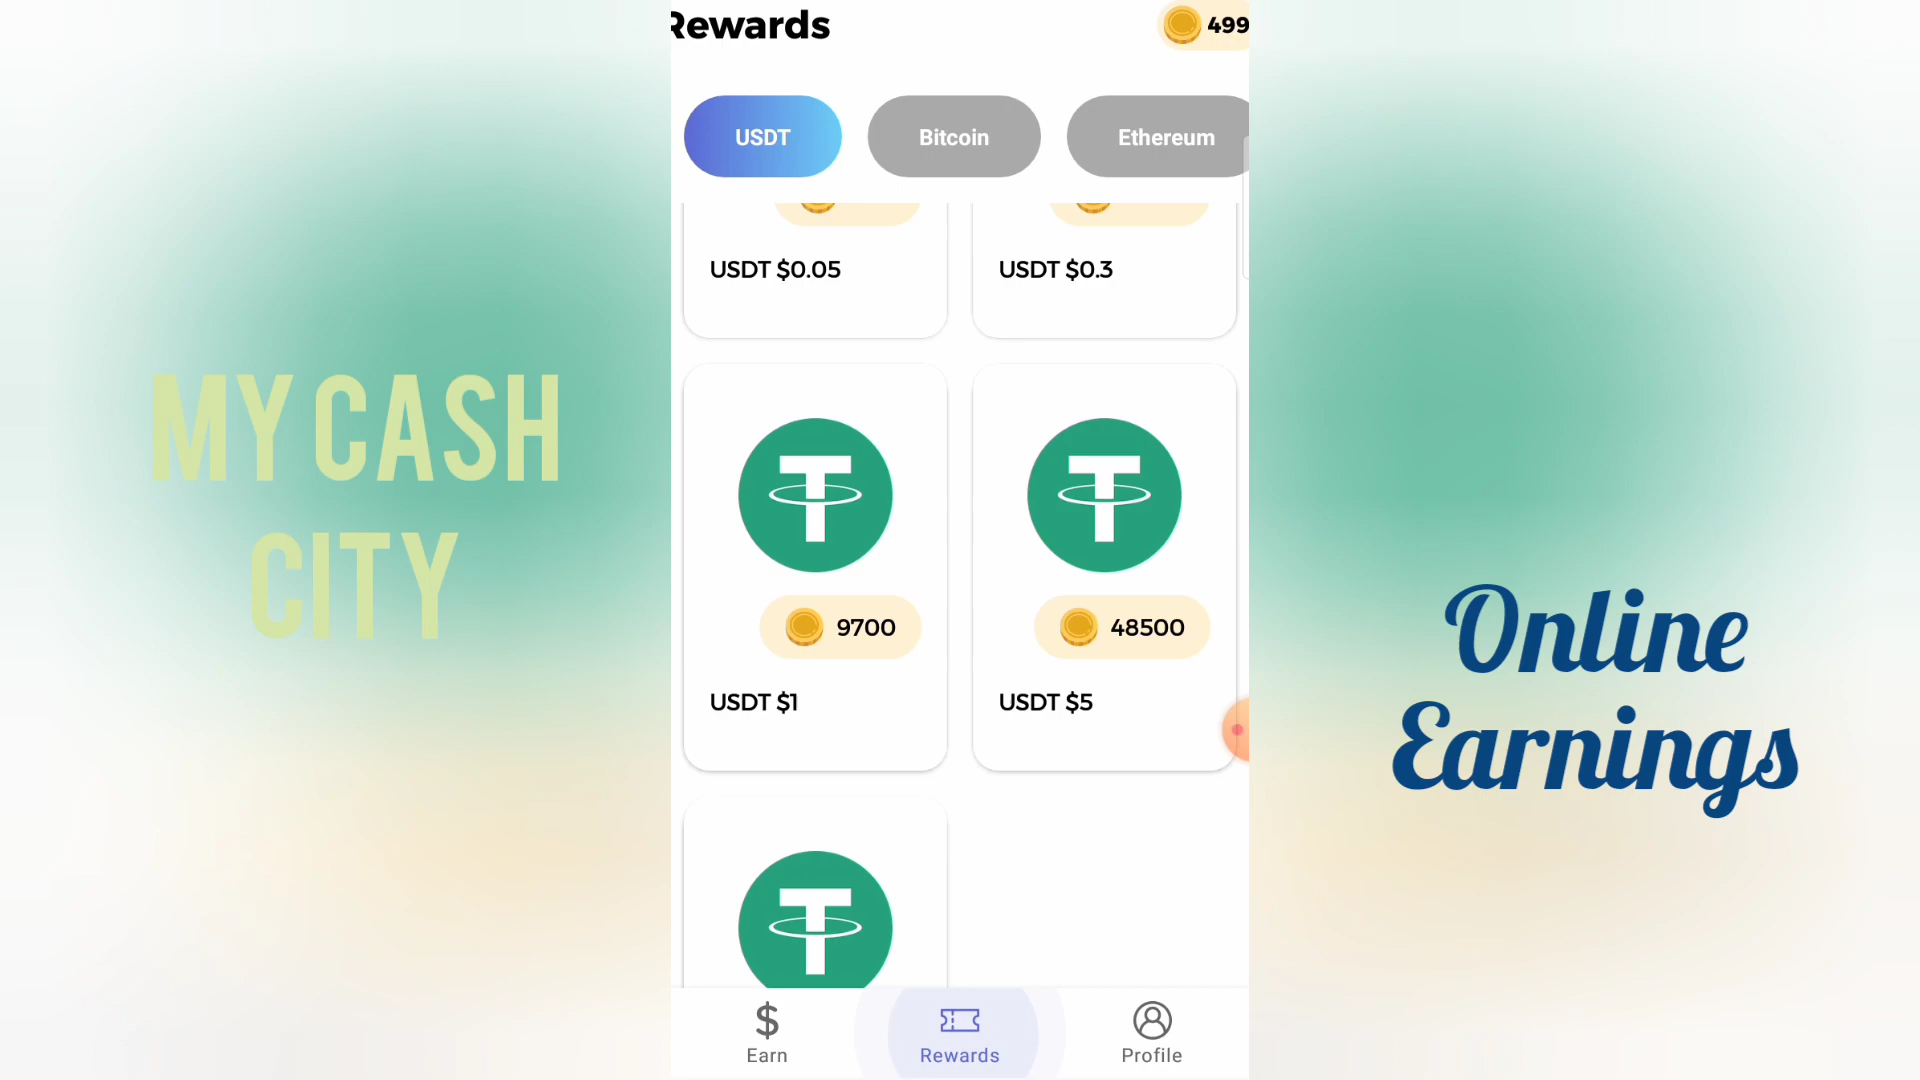 Rewards
499
USDT
Bitcoin
Ethereum
USDT $0.05
USDT $0.3
9700
48500
USDT $1
USDT $5
Earn
Rewards
Profile
MY CASH
CITY
Online
Earnings